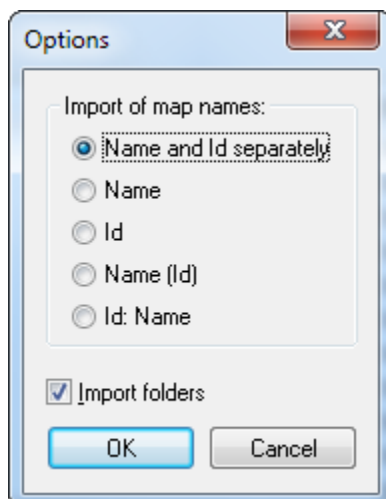 Options
Import of map names:
Name and Id separately
Name
Id
Name (Id)
Id: Name
Import folders
OK Cancel